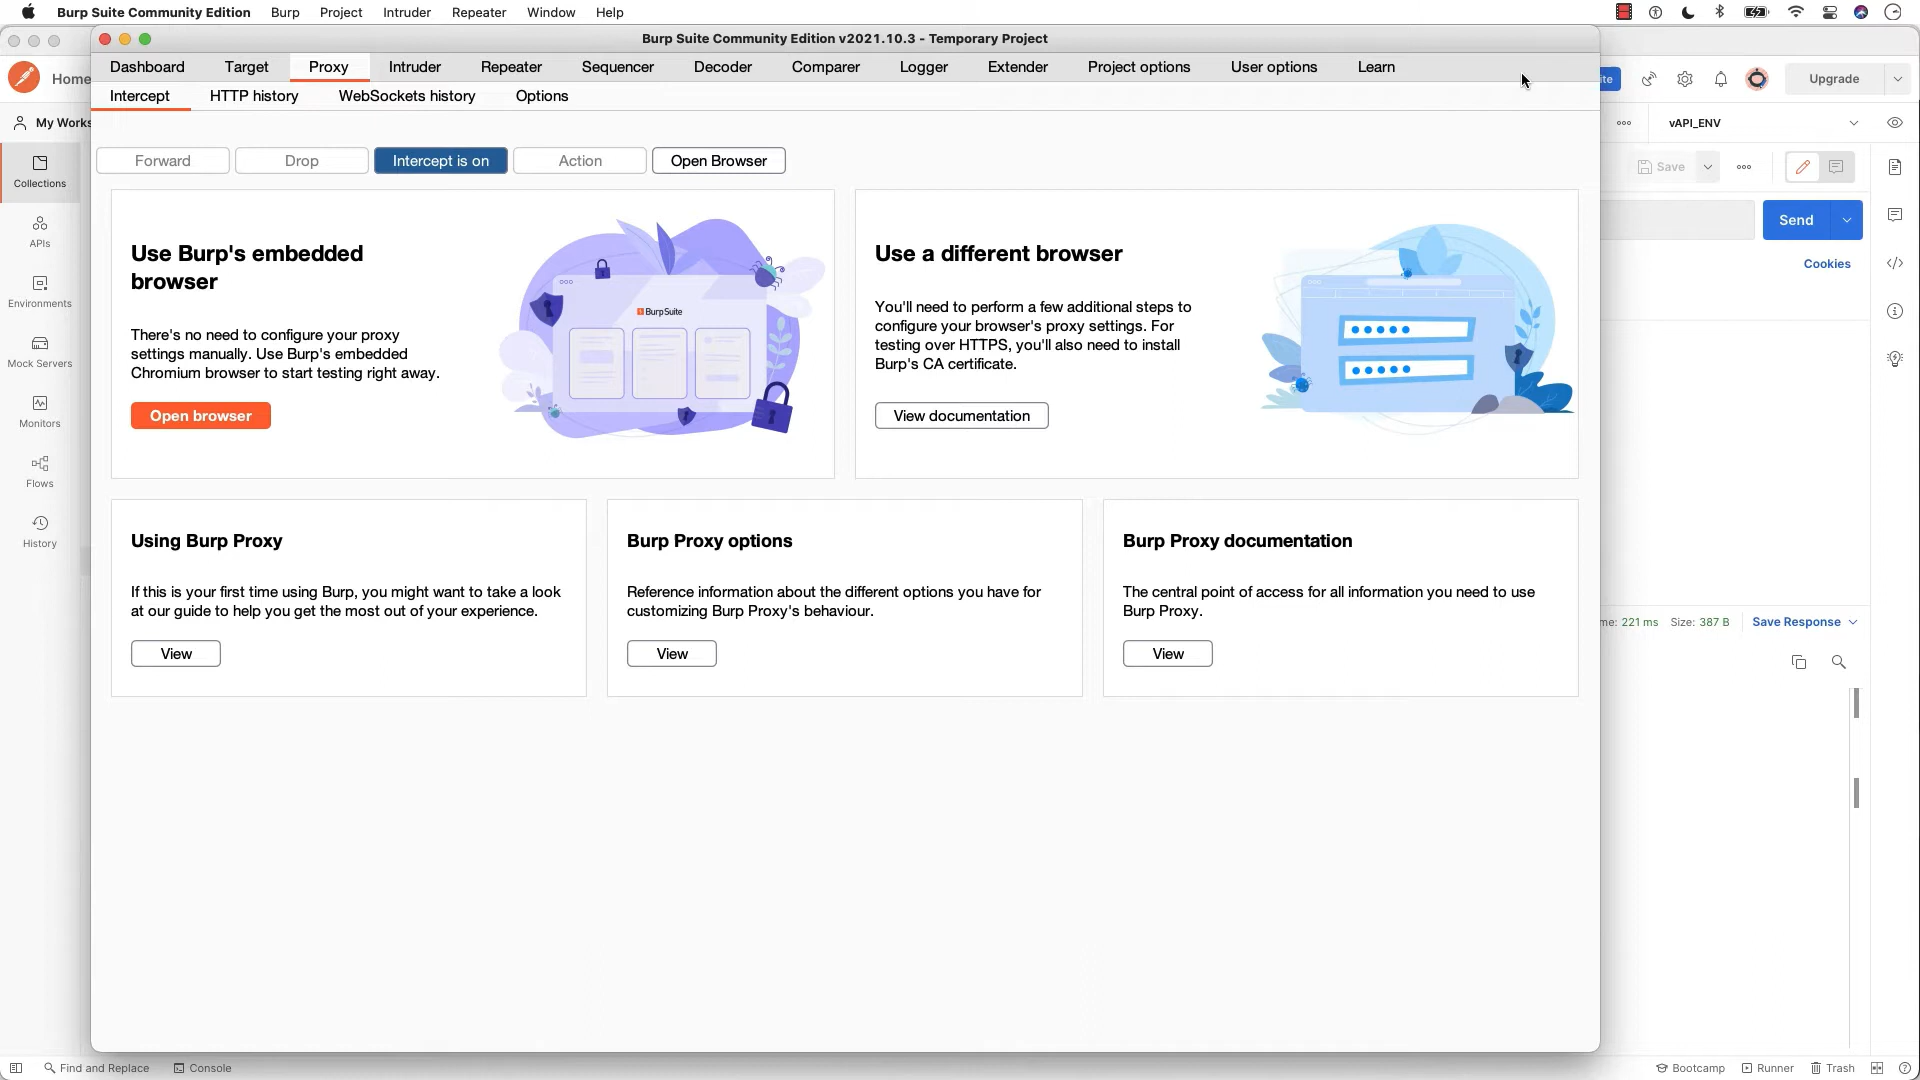 Burp Suite Community Edition Burp Project Intruder Repeater Window Help
Burp Suite Community Edition v2021.10.3 - Temporary Project
Dashboard Target Proxy Intruder Repeater Sequencer Decoder Comparer Logger Extender Project options User options Learn
Home
Upgrade
Intercept HTTP history WebSockets history Options
My Works
vAPI_ENV
Forward Drop Intercept is on Action Open Browser
Save
Collections
Send
APIs
Cookies
Environments
Mock Servers
Monitors
Flows
History
Use Burp's embedded
browser
There's no need to configure your proxy
settings manually. Use Burp's embedded
Chromium browser to start testing right away.
Open browser
BurpSuite
Use a different browser
You'll need to perform a few additional steps to
configure your browser's proxy settings. For
testing over HTTPS, you'll also need to install
Burp's CA certificate.
View documentation
Using Burp Proxy
If this is your first time using Burp, you might want to take a look
at our guide to help you get the most out of your experience.
View
Burp Proxy options
Reference information about the different options you have for
customizing Burp Proxy's behaviour.
View
Burp Proxy documentation
The central point of access for all information you need to use
Burp Proxy.
View
me: 221 ms Size: 387 B Save Response
Find and Replace Console
Bootcamp Runner Trash